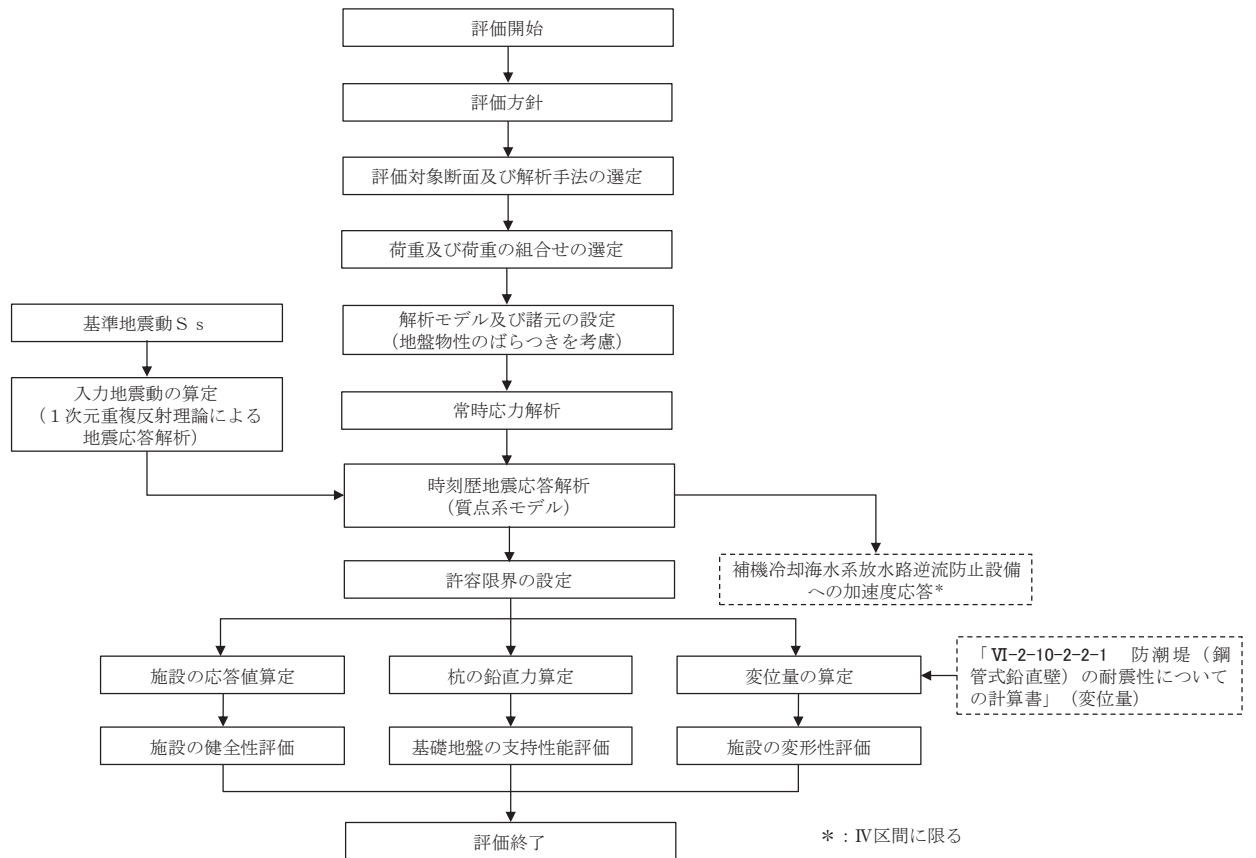 評価開始
評価方針
評価対象断面及び解析手法の選定
荷重及び荷重の組合せの選定
基準地震動Ｓｓ
解析モデル及び諸元の設定
(地盤物性のばらつきを考慮)
入力地震動の算定
（１次元重複反射理論による
地震応答解析）
常時応力解析
時刻歴地震応答解析
(質点系モデル)
許容限界の設定
補機冷却海水系放水路逆流防止設備
への加速度応答*
施設の応答値算定
杭の鉛直力算定
変位量の算定
「Ⅵ-2-10-2-2-1　防潮堤（鋼
管式鉛直壁）の耐震性について
の計算書」（変位量）
施設の健全性評価
基礎地盤の支持性能評価
施設の変形性評価
評価終了
＊：Ⅳ区間に限る